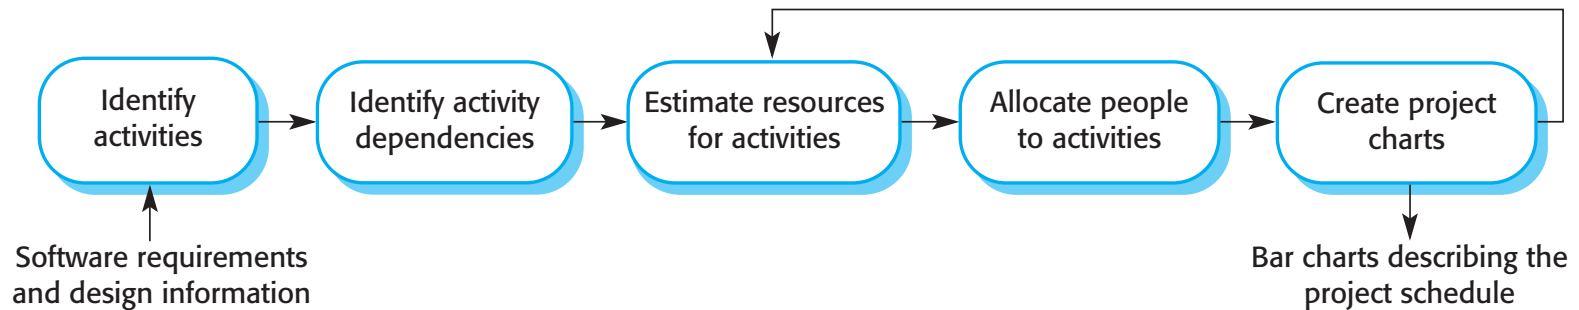 Identify
activities
Identify activity
dependencies
Estimate resources
for activities
Allocate people
to activities
Create project
charts
Software requirements
and design information
Bar charts describing the
project schedule